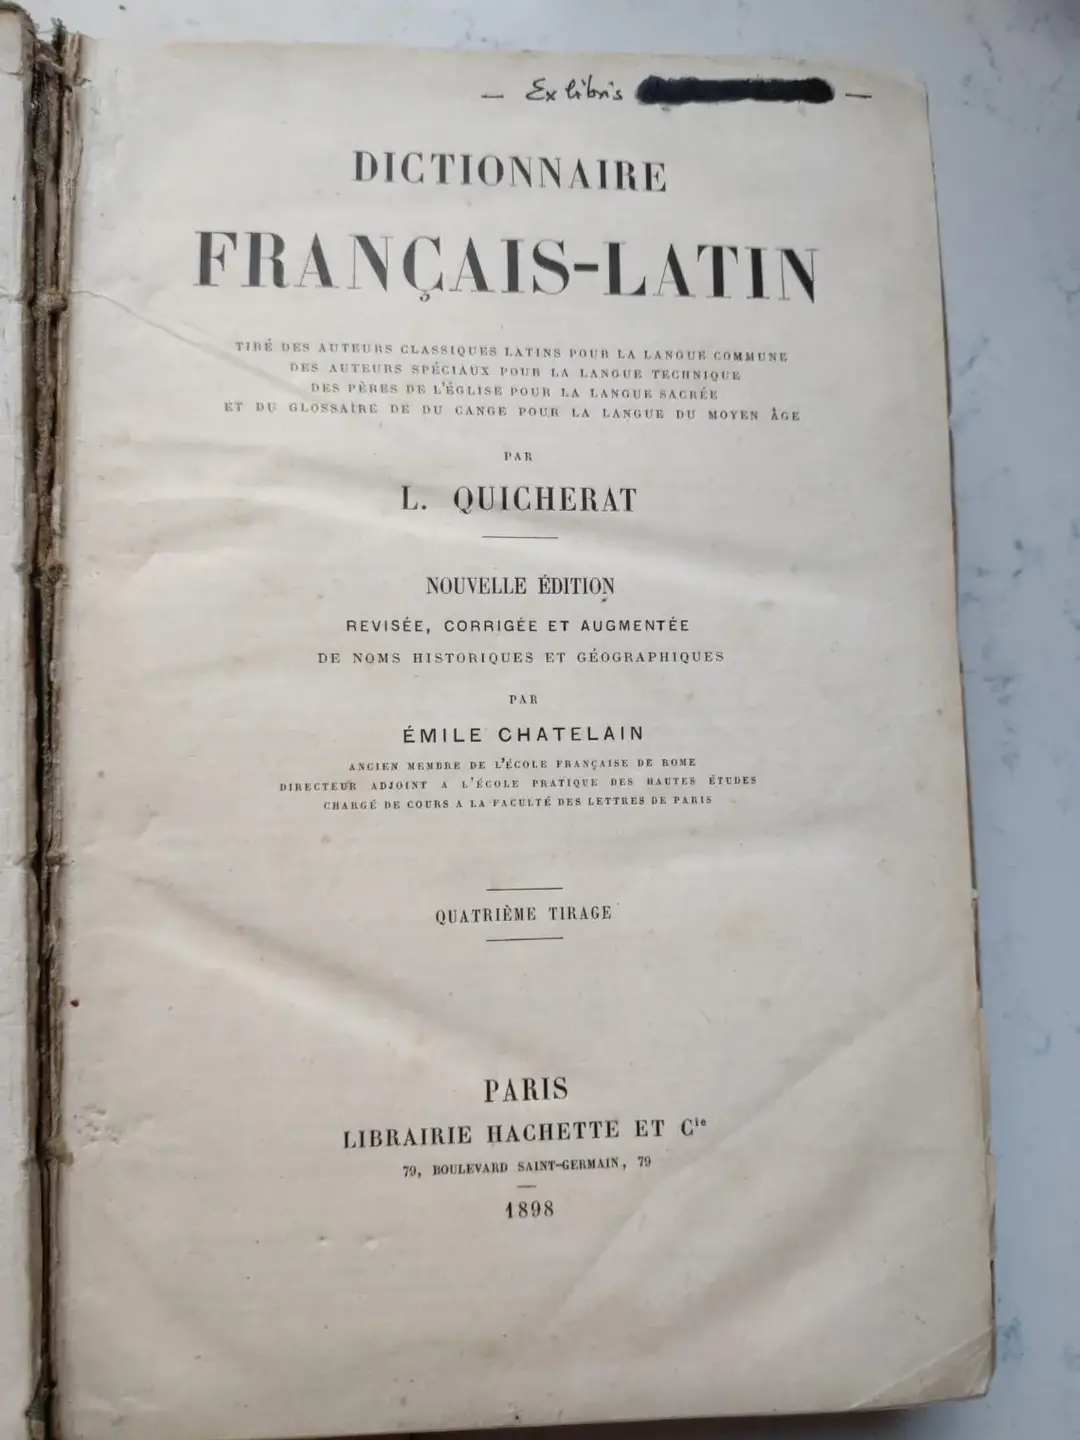 — Ex libris —
DICTIONNAIRE
FRANÇAIS-LATIN
TIRÉ DES AUTEURS CLASSIQUES LATINS POUR LA LANGUE COMMUNE
DES AUTEURS SPÉCIAUX POUR LA LANGUE TECHNIQUE
DES PÈRES DE L'ÉGLISE POUR LA LANGUE SACRÉE
ET DU GLOSSAIRE DE DU CANGE POUR LA LANGUE DU MOYEN ÂGE
PAR
L. QUICHERAT
NOUVELLE ÉDITION
REVISÉE, CORRIGÉE ET AUGMENTÉE
DE NOMS HISTORIQUES ET GÉOGRAPHIQUES
PAR
ÉMILE CHATELAIN
ANCIEN MEMBRE DE L'ÉCOLE FRANÇAISE DE ROME
DIRECTEUR ADJOINT A L'ÉCOLE PRATIQUE DES HAUTES ÉTUDES
CHARGÉ DE COURS A LA FACULTÉ DES LETTRES DE PARIS
QUATRIÈME TIRAGE
PARIS
LIBRAIRIE HACHETTE ET Cie
79, BOULEVARD SAINT-GERMAIN, 79
1898